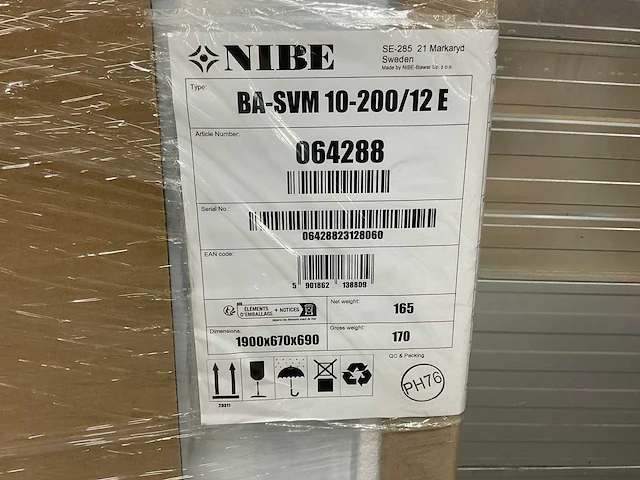 NIBE
SE-285 21 Markaryd
Sweden
Made by NIBE-Biawar Sp. z o.o.
Type:
BA-SVM 10-200/12 E
Article Number:
064288
Serial No.:
06428823128060
EAN code:
5 901862 138809
ÉLÉMENTS
D'EMBALLAGE
+ NOTICES
Net weight:
165
Dimensions:
1900x670x690
Gross weight:
170
QC & Packing
PH76